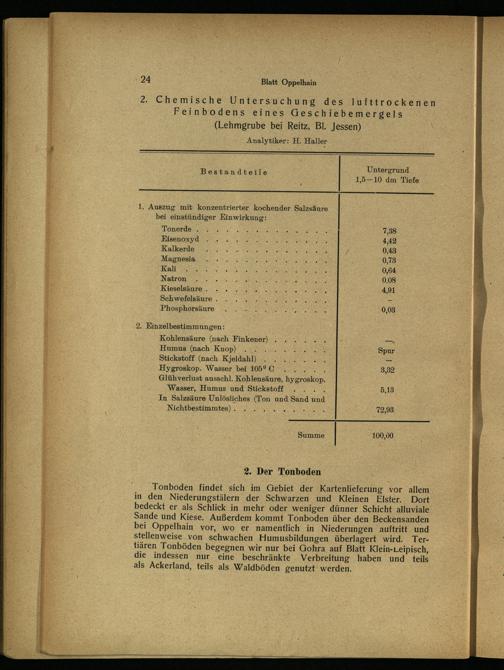 24
Blatt Oppelhain
2. Chemische Untersuchung des lufttrockenen
Feinbodens eines Geschiebemergels
(Lehmgrube bei Reitz, Bl. Jessen)
Analytiker: H. Haller
Bestandteile
Untergrund
1,5—10 dm Tiefe
1. Auszug mit konzentrierter kochender Salzsäure
bei einstündiger Einwirkung:
Tonerde . . . . . . . . . . . . . 7,38
Eisenoxyd . . . . . . . . . . . . 4,42
Kalkerde . . . . . . . . . . . . . 0,43
Magnesia . . . . . . . . . . . . 0,73
Kali . . . . . . . . . . . . . . 0,64
Natron . . . . . . . . . . . . . 0,08
Kieselsäure . . . . . . . . . . . . 4,91
Schwefelsäure . . . . . . . . . . . –
Phosphorsäure . . . . . . . . . . 0,03
2. Einzelbestimmungen:
Kohlensäure (nach Finkener) . . . . . . —
Humus (nach Knop) . . . . . . . . Spur
Stickstoff (nach Kjeldahl) . . . . . . —
Hygroskop. Wasser bei 105° C . . . . . 3,32
Glühverlust ausschl. Kohlensäure, hygroskop.
Wasser, Humus und Stickstoff . . . . 5,13
In Salzsäure Unlösliches (Ton und Sand und
Nichtbestimmtes) . . . . . . . . . . 72,93
Summe 100,00
2. Der Tonboden
Tonboden findet sich im Gebiet der Kartenlieferung vor allem
in den Niederungstälern der Schwarzen und Kleinen Elster. Dort
bedeckt er als Schlick in mehr oder weniger dünner Schicht alluviale
Sande und Kiese. Außerdem kommt Tonboden über den Beckensanden
bei Oppelhain vor, wo er namentlich in Niederungen auftritt und
stellenweise von schwachen Humusbildungen überlagert wird. Ter-
tiären Tonböden begegnen wir nur bei Gohra auf Blatt Klein-Leipisch,
die indessen nur eine beschränkte Verbreitung haben und teils
als Ackerland, teils als Waldböden genutzt werden.